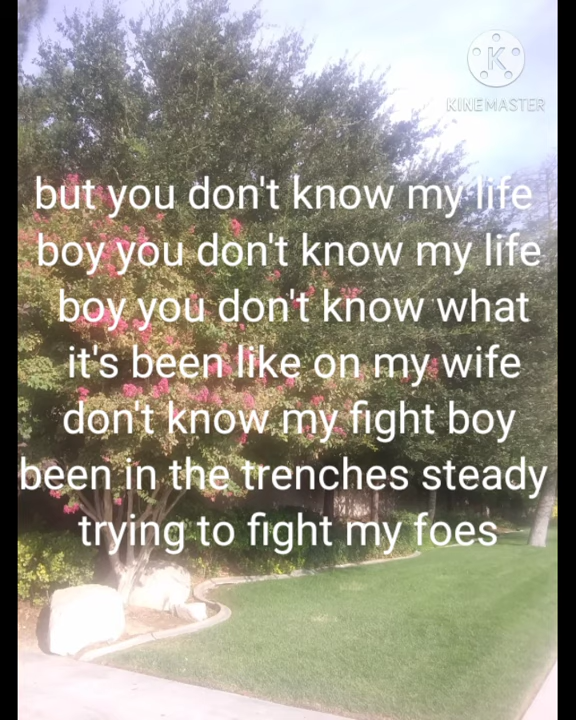 KINEMASTER
but you don't know my life
boy you don't know my life
boy you don't know what
it's been like on my wife
don't know my fight boy
been in the trenches steady
trying to fight my foes